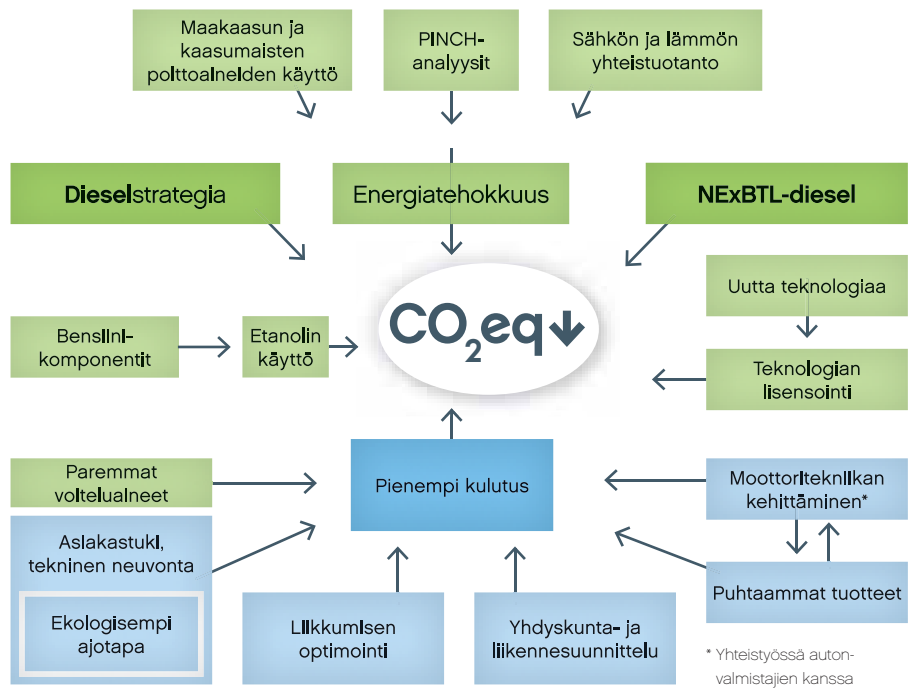 Maakaasun ja
kaasumaisten
polttoaineiden käyttö
PINCH-
analyysit
Sähkön ja lämmön
yhteistuotanto
Dieselstrategia
Energiatehokkuus
NExBTL-diesel
CO₂eq↓
Uutta teknologiaa
Bensiini-
komponentit
Etanolin
käyttö
Teknologian
lisensointi
Paremmat
voiteluaineet
Pienempi kulutus
Moottoritekniikan
kehittäminen*
Asiakastuki,
tekninen neuvonta
Ekologisempi
ajotapa
Liikkumisen
optimointi
Yhdyskunta- ja
liikennesuunnittelu
Puhtaammat tuotteet
* Yhteistyössä auton-
valmistajien kanssa